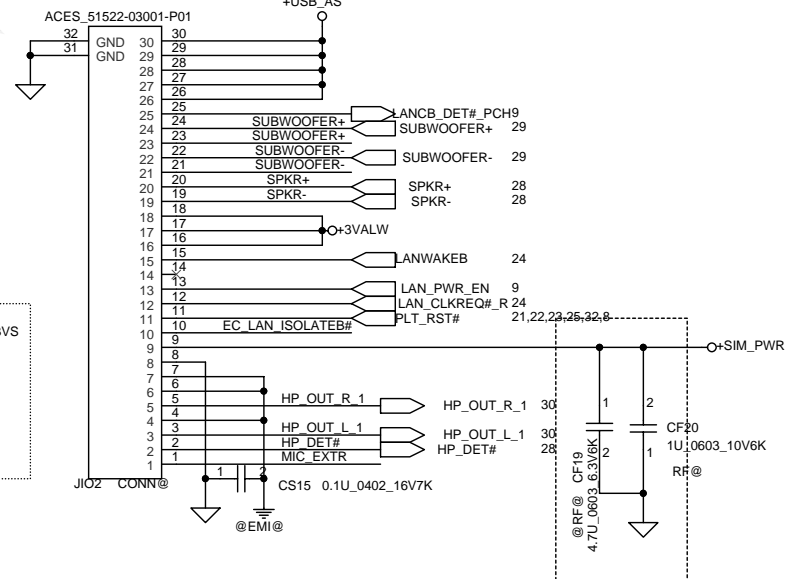 +USB_AS
ACES_51522-03001-P01
32 GND 30 30
31 GND 29 29
28 28
27 27
26 26
25 25 LANCB_DET#_PCH 9
24 24 SUBWOOFER+ SUBWOOFER+ 29
23 23 SUBWOOFER+
22 22 SUBWOOFER- SUBWOOFER- 29
21 21 SUBWOOFER-
20 20 SPKR+ SPKR+ 28
19 19 SPKR- SPKR- 28
18 18
17 17 +3VALW
16 16
15 15 LANWAKEB 24
14 14
13 13 LAN_PWR_EN 9
12 12 LAN_CLKREQ#_R 24
11 11 PLT_RST# 21,22,23,25,32,8
10 10 EC_LAN_ISOLATEB#
VS
9 9 +SIM_PWR
8 8
7 7
6 6
5 5 HP_OUT_R_1 HP_OUT_R_1 30
4 4
3 3 HP_OUT_L_1 HP_OUT_L_1 30
2 2 HP_DET# HP_DET# 28
1 1 MIC_EXTR
JIO2 CONN@
1 2
CS15 0.1U_0402_16V7K
@EMI@
1 2
@RF@ CF19
4.7U_0603_6.3V6K
2 1
CF20
1U_0603_10V6K
RF@